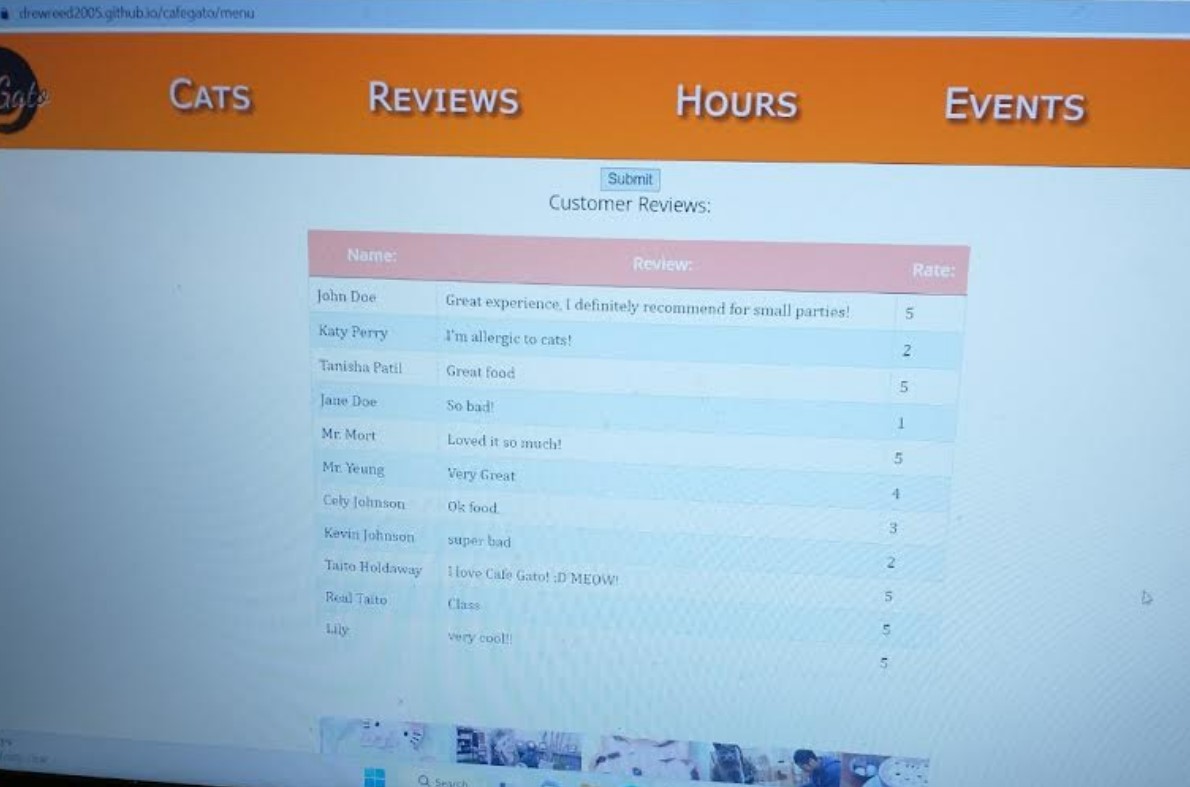 drewreed2005.github.io/cafegato/menu
Gato
CATS REVIEWS HOURS EVENTS
Submit
Customer Reviews:
Name: Review: Rate:
John Doe Great experience, I definitely recommend for small parties! 5
Katy Perry I'm allergic to cats! 2
Tanisha Patil Great food 5
Jane Doe So bad! 1
Mr. Mort Loved it so much! 5
Mr. Yeung Very Great 4
Cely Johnson Ok food. 3
Kevin Johnson super bad 2
Taito Holdaway I love Cafe Gato! :D MEOW! 5
Real Taito Class 5
Lily very cool!! 5
Search